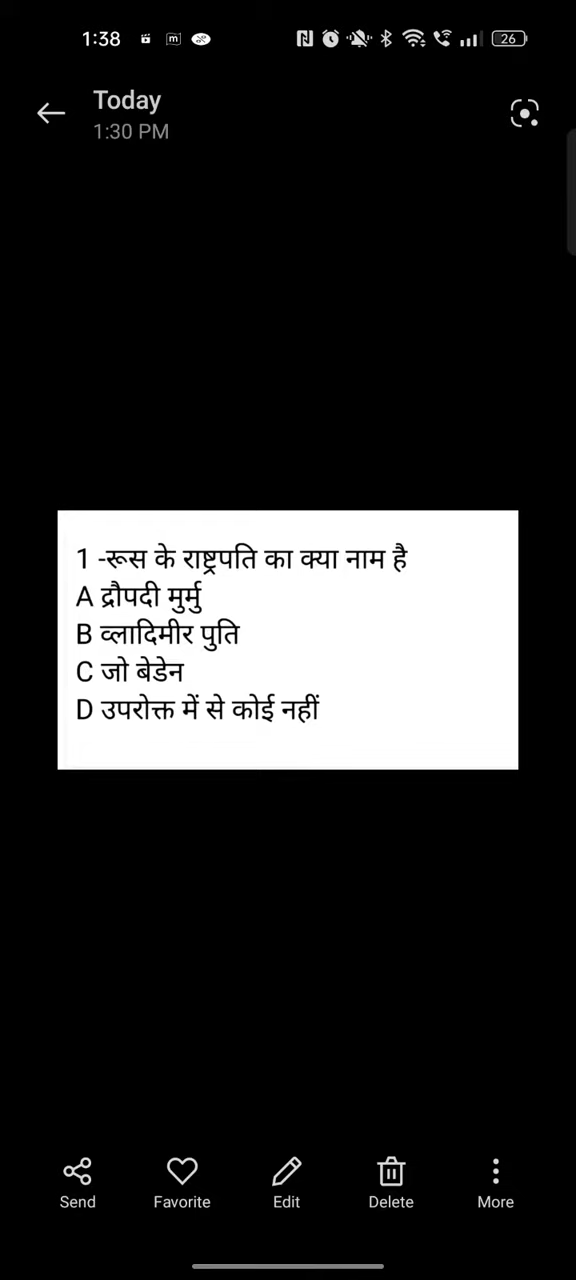 1:38
26
Today
1:30 PM
1 -रूस के राष्ट्रपति का क्या नाम है
A द्रौपदी मुर्मु
B व्लादिमीर पुति
C जो बेडेन
D उपरोक्त में से कोई नहीं
Send Favorite Edit Delete More